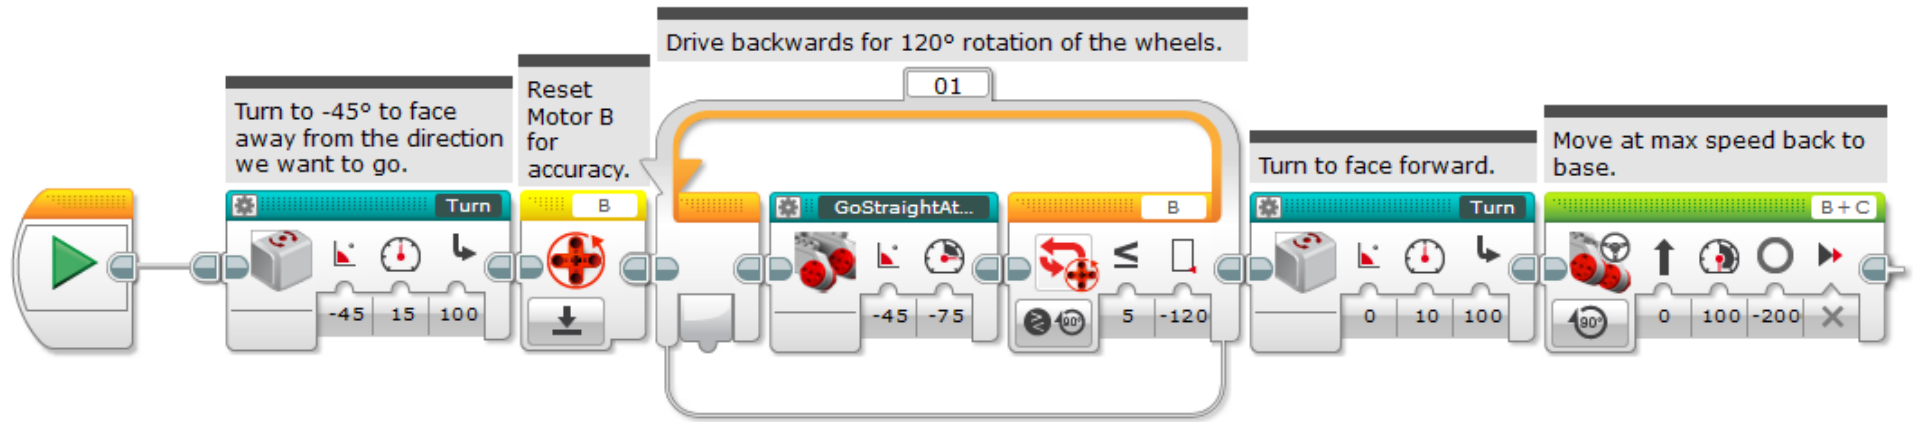 Drive backwards for 120° rotation of the wheels.
01
Turn to -45° to face
away from the direction
we want to go.
Reset
Motor B
for
accuracy.
Turn to face forward.
Move at max speed back to
base.
Turn
B
GoStraightAt...
B
Turn
B+C
-45 15 100
-45 -75
90°
≤
5 -120
0 10 100
90°
0 100 -200